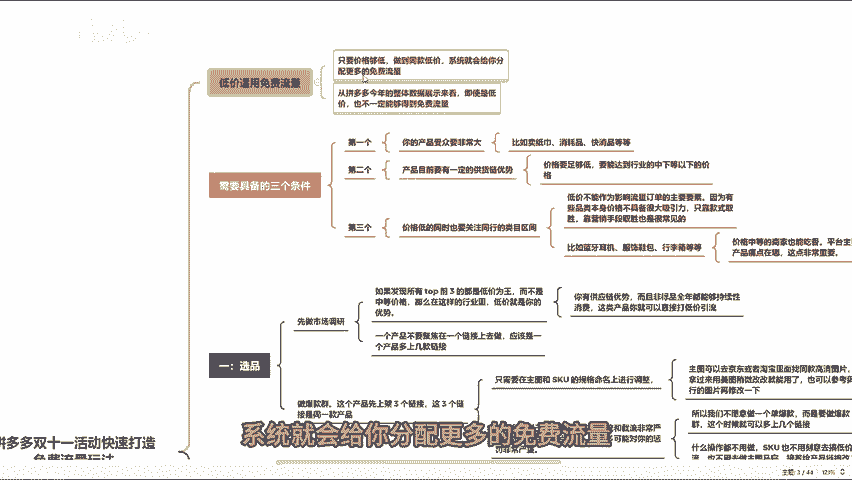 低价撬用免费流量
只要价格够低，做到同款低价，系统就会给你分
配更多的免费流量
从拼多多今年的整体数据展示来看，即使是低
价，也不一定能够得到免费流量
需要具备的三个条件
第一个
你的产品受众要非常大
比如卖纸巾、消耗品、快消品等等
第二个
产品目前要有一定的供货链优势
价格要足够低，要能达到行业的中下等以下的价
格
第三个
价格低的同时也要关注同行的类目区间
低价不能作为影响流量订单的主要要素。因为有
些品类本身价格不具备很大吸引力，只靠款式取
胜，靠营销手段取胜也是很常见的
比如蓝牙耳机、服饰鞋包、行李箱等等
价格中等的商家也能吃香。平台主
产品痛点在哪，这点非常重要。
一：选品
先做市场调研
如果发现所有 top 前 3 的都是低价为王，而不是
中等价格，那么在这样的行业里，低价就是你的
优势。
你有供应链优势，而且非标品全年都能够持续性
消费，这类产品你就可以直接打低价引流
一个产品不要聚焦在一个链接上去做，应该是一
个产品多上几款链接
做爆款群。这个产品先上架 3 个链接，这 3 个链
接是同一款产品
只需要在主图和 SKU 的规格命名上进行调整，
主图可以去京东或者淘宝里面找同款高清图片，
拿过来用美图稍微改改就能用了，也可以参考同
行的图片再修改一下
所以我们不愿意做一个单爆款，而是要做爆款
群，这个时候就可以多上几个链接
什么操作都不用做，SKU 也不用刻意去搞低价
拼多多双十一活动快速打造
免费流量玩法
系统就会给你分配更多的免费流量